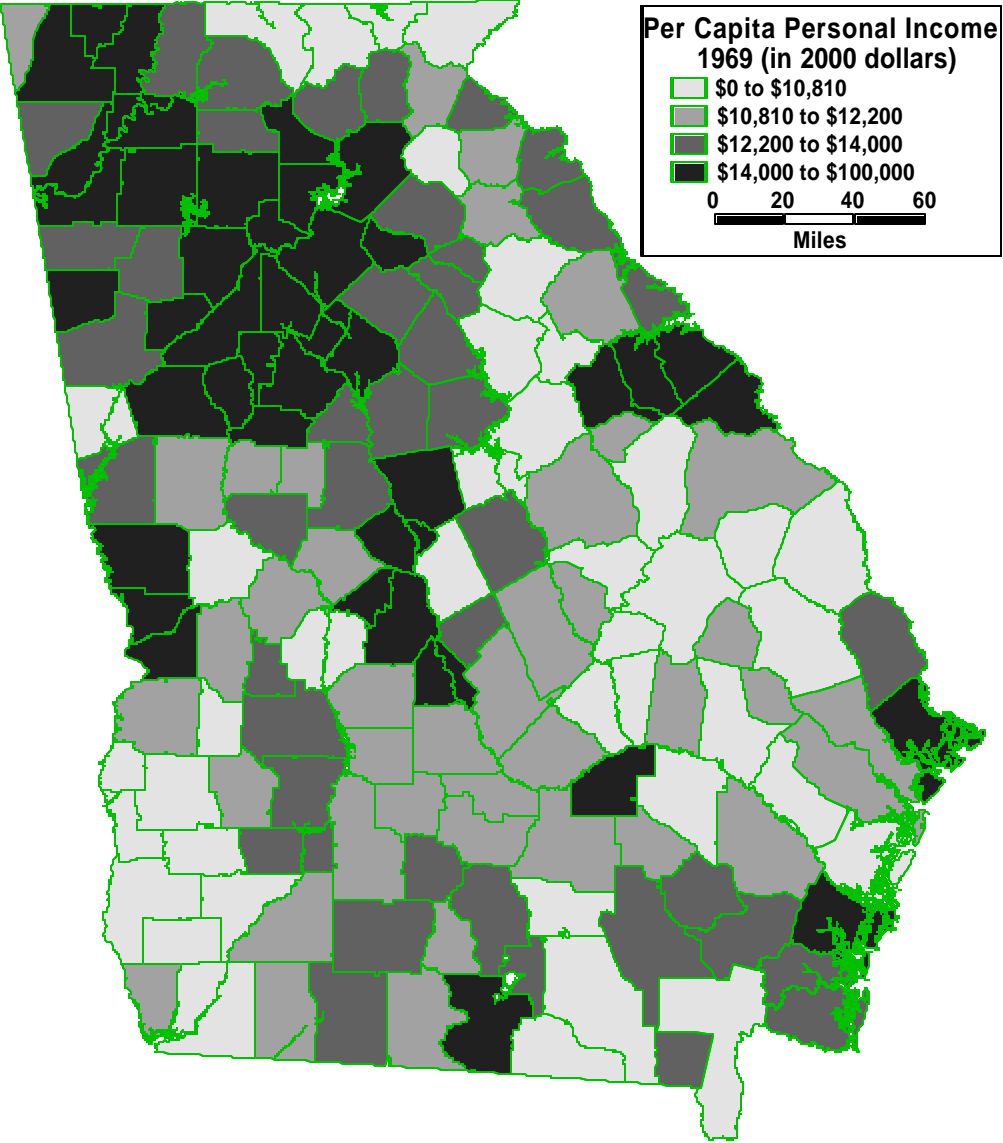 Per Capita Personal Income
1969 (in 2000 dollars)
$0 to $10,810
$10,810 to $12,200
$12,200 to $14,000
$14,000 to $100,000
0 20 40 60
Miles